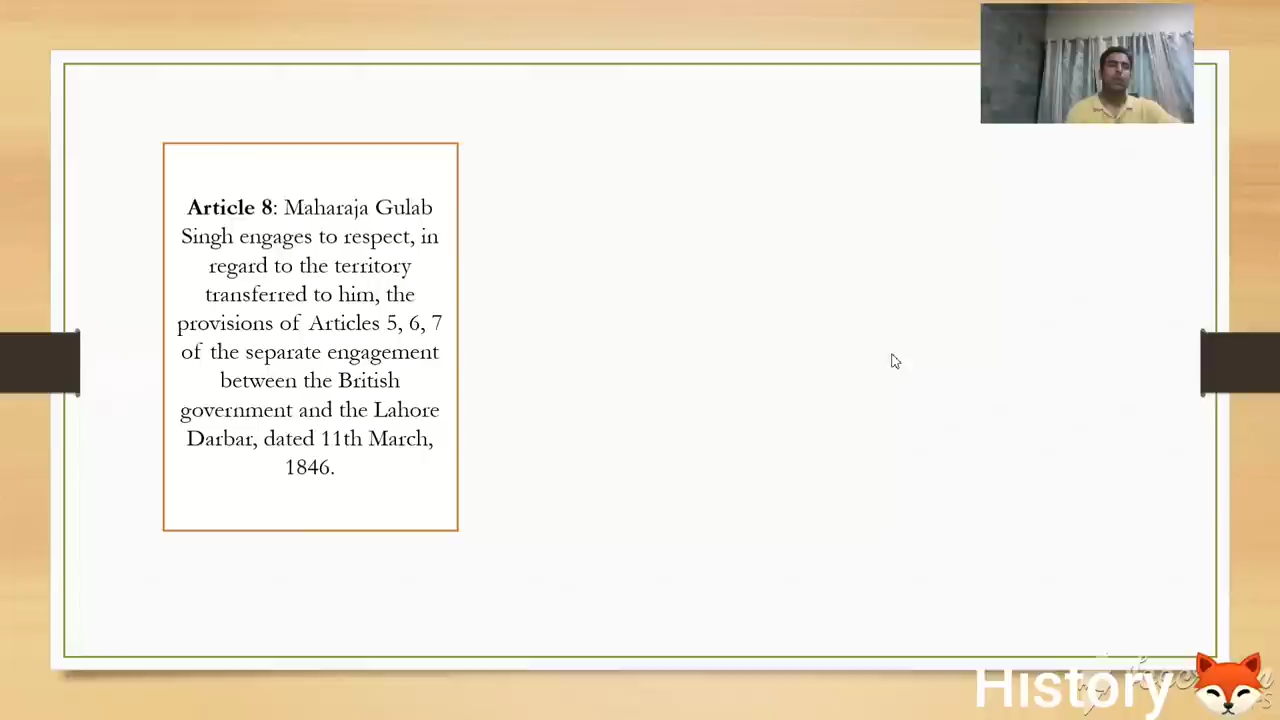 Article 8: Maharaja Gulab
Singh engages to respect, in
regard to the territory
transferred to him, the
provisions of Articles 5, 6, 7
of the separate engagement
between the British
government and the Lahore
Darbar, dated 11th March,
1846.
History